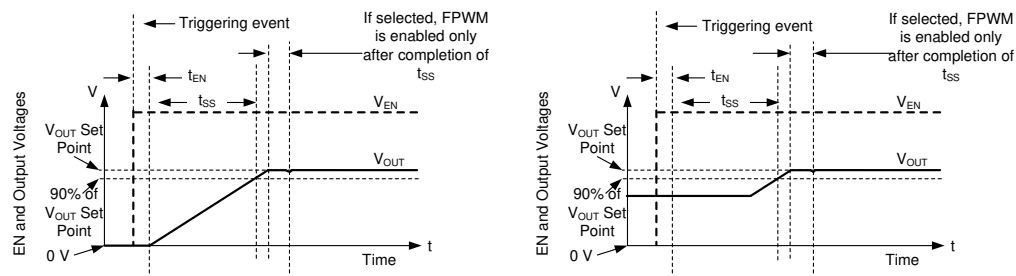 Triggering event
If selected, FPWM
is enabled only
after completion of
tSS
tEN
tSS
V
VEN
VOUT Set
Point
VOUT
90% of
VOUT Set
Point
0 V
t
Time
EN and Output Voltages
Triggering event
If selected, FPWM
is enabled only
after completion of
tSS
tEN
tSS
V
VEN
VOUT Set
Point
VOUT
90% of
VOUT Set
Point
0 V
t
Time
EN and Output Voltages